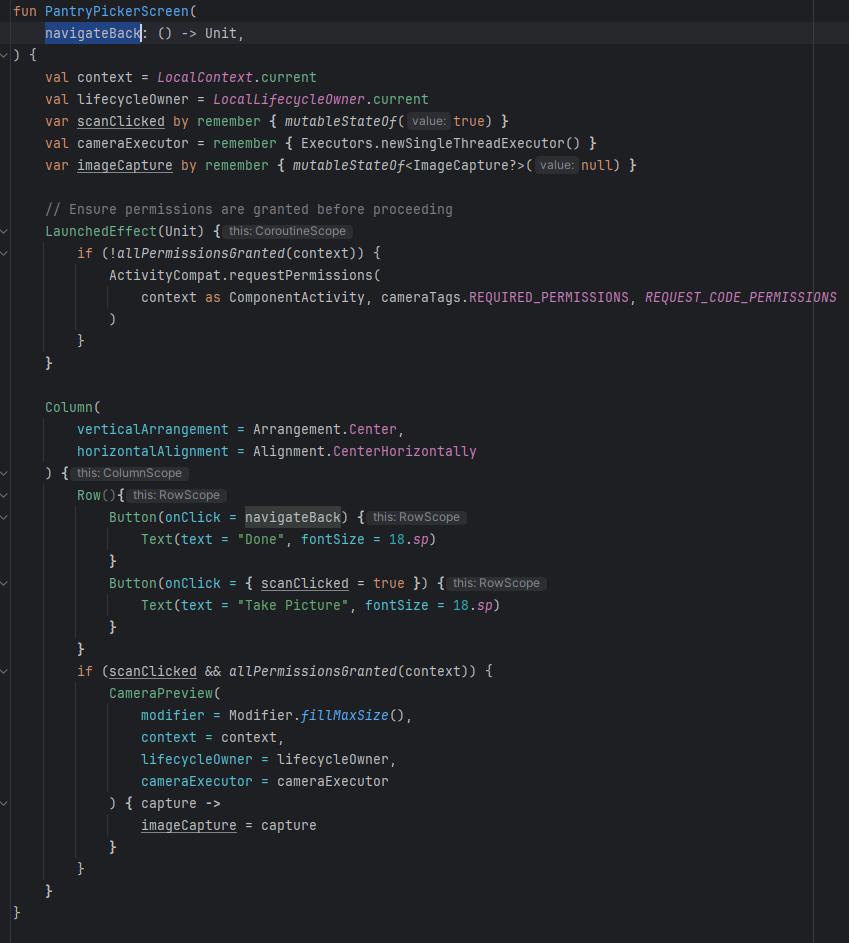 fun PantryPickerScreen(
    navigateBack: () -> Unit,
) {
    val context = LocalContext.current
    val lifecycleOwner = LocalLifecycleOwner.current
    var scanClicked by remember { mutableStateOf( value: true) }
    val cameraExecutor = remember { Executors.newSingleThreadExecutor() }
    var imageCapture by remember { mutableStateOf<ImageCapture?>( value: null) }

    // Ensure permissions are granted before proceeding
    LaunchedEffect(Unit) { this: CoroutineScope
        if (!allPermissionsGranted(context)) {
            ActivityCompat.requestPermissions(
                context as ComponentActivity, cameraTags.REQUIRED_PERMISSIONS, REQUEST_CODE_PERMISSIONS
            )
        }
    }

    Column(
        verticalArrangement = Arrangement.Center,
        horizontalAlignment = Alignment.CenterHorizontally
    ) { this: ColumnScope
        Row(){ this: RowScope
            Button(onClick = navigateBack) { this: RowScope
                Text(text = "Done", fontSize = 18.sp)
            }
            Button(onClick = { scanClicked = true }) { this: RowScope
                Text(text = "Take Picture", fontSize = 18.sp)
            }
        }
        if (scanClicked && allPermissionsGranted(context)) {
            CameraPreview(
                modifier = Modifier.fillMaxSize(),
                context = context,
                lifecycleOwner = lifecycleOwner,
                cameraExecutor = cameraExecutor
            ) { capture ->
                imageCapture = capture
            }
        }
    }
}